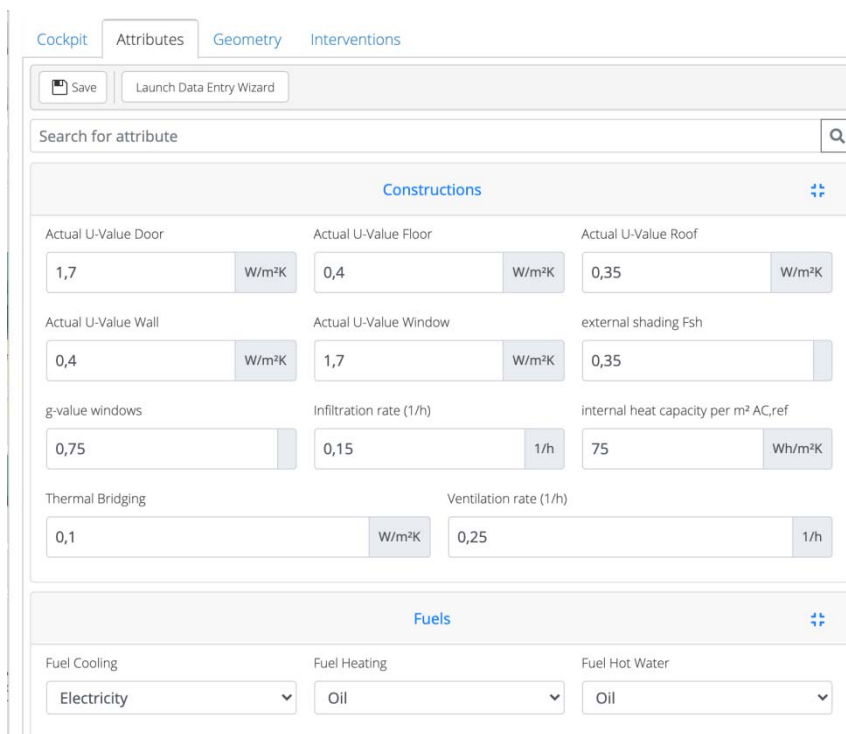 Cockpit Attributes Geometry Interventions
Save Launch Data Entry Wizard
Search for attribute
Constructions
Actual U-Value Door Actual U-Value Floor Actual U-Value Roof
1,7 W/m²K 0,4 W/m²K 0,35 W/m²K
Actual U-Value Wall Actual U-Value Window external shading Fsh
0,4 W/m²K 1,7 W/m²K 0,35
g-value windows Infiltration rate (1/h) internal heat capacity per m² AC,ref
0,75 0,15 1/h 75 Wh/m²K
Thermal Bridging Ventilation rate (1/h)
0,1 W/m²K 0,25 1/h
Fuels
Fuel Cooling Fuel Heating Fuel Hot Water
Electricity Oil Oil